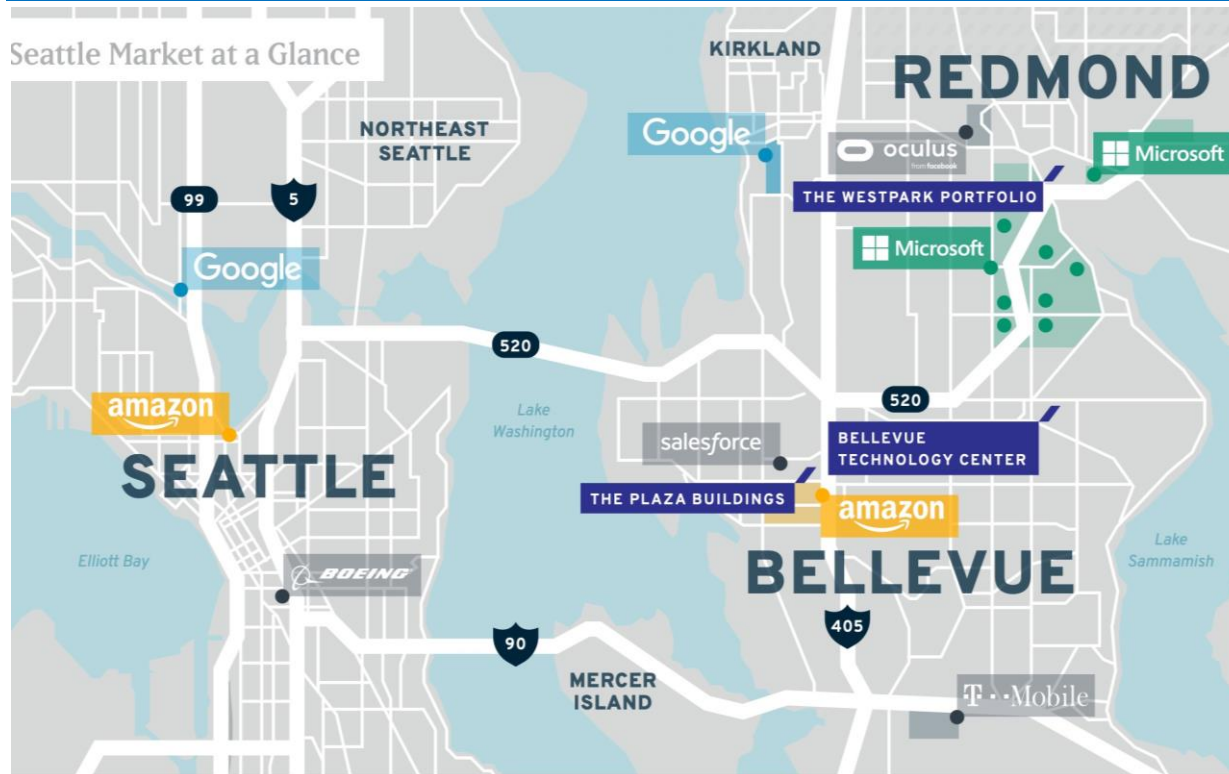 Seattle Market at a Glance
KIRKLAND
REDMOND
NORTHEAST
SEATTLE
Google
oculus
from facebook
Microsoft
THE WESTPARK PORTFOLIO
99
5
Google
Microsoft
520
520
amazon
Lake
Washington
salesforce
BELLEVUE
TECHNOLOGY CENTER
SEATTLE
THE PLAZA BUILDINGS
amazon
Elliott Bay
BOEING
BELLEVUE
Lake
Sammamish
90
405
MERCER
ISLAND
T··Mobile